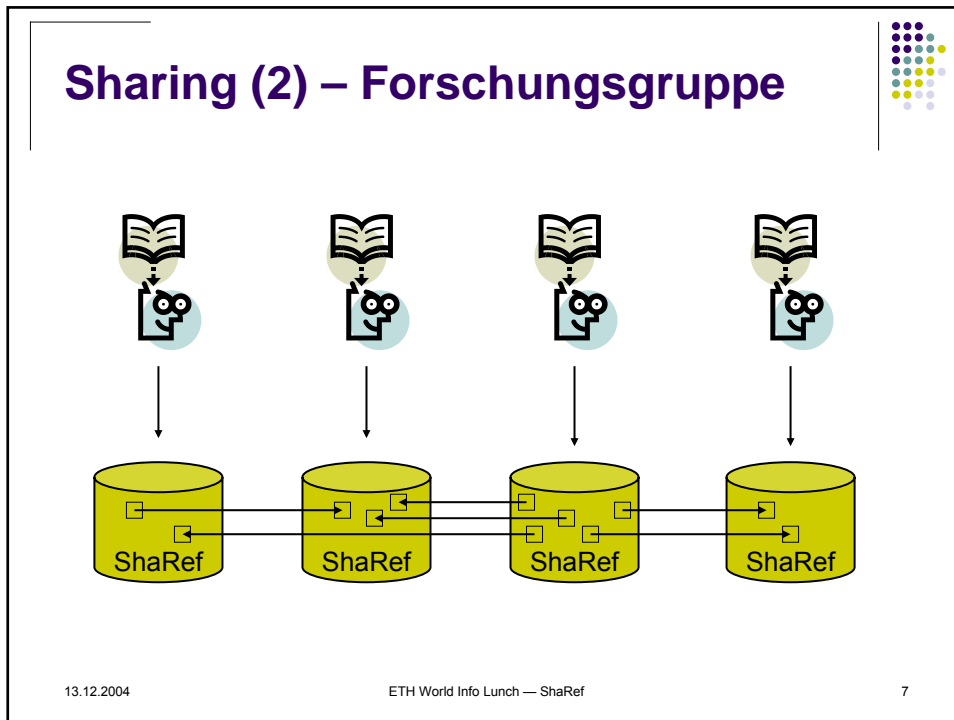 Sharing (2) – Forschungsgruppe
ShaRef ShaRef ShaRef ShaRef
13.12.2004 ETH World Info Lunch — ShaRef 7